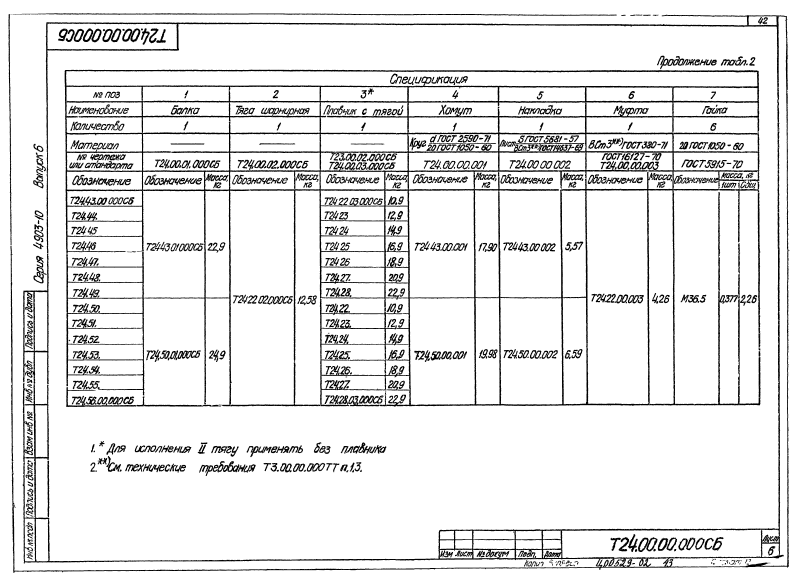 42
Т24.00.00.000СБ
Продолжение табл.2
Спецификация
№ поз 1 2 3* 4 5 6 7
Наименование Балка Тяга шарнирная Плавник с тягой Хомут Накладка Муфта Гайка
Количество 1 1 1 1 1 1 6
Материал — — — Круг d ГОСТ 2590-71 / 20 ГОСТ 1050-60 Лист ГОСТ 5681-57 / ВСт3**) ГОСТ 14637-69 ВСт3**) ГОСТ 380-71 20 ГОСТ 1050-60
№ чертежа или стандарта Т24.00.01.000СБ Т24.00.02.000СБ Т23.00.02.000СБ Т24.00.03.000СБ Т24.00.00.001 Т24.00.00.002 ГОСТ 16127-70 Т24.00.00.003 ГОСТ 5915-70
Обозначение Обозначение Масса, кг Обозначение Масса, кг Обозначение Масса, кг Обозначение Масса, кг Обозначение Масса, кг Обозначение Масса, кг Обозначение Масса, кг 1шт. Общ.
Т24.43.00.000СБ Т24.22.03.000СБ 10,9
Т24.44. Т24.23 12,9
Т24.45 Т24.24 14,9
Т24.46 Т24.43.01.000СБ 22,9 Т24.25 16,9 Т24.43.00.001 17,90 Т24.43.00.002 5,57
Т24.47. Т24.26 18,9
Т24.48. Т24.27. 20,9
Т24.49. Т24.22.02.000СБ 12,58 Т24.28. 22,9 Т24.22.00.003 4,26 М36.5 0,377 2,26
Т24.50. Т24.22. 10,9
Т24.51. Т24.23. 12,9
Т24.52 Т24.24. 14,9
Т24.53. Т24.50.01.000СБ 24,9 Т24.25. 16,9 Т24.50.00.001 19,98 Т24.50.00.002 6,59
Т24.54. Т24.26. 18,9
Т24.55. Т24.27. 20,9
Т24.56.00.000СБ Т24.28.03.000СБ 22,9
1.* Для исполнения II тягу применять без плавника
2.**) См. технические требования Т3.00.00.000ТТ п.1,3.
Серия 4.903-10 Выпуск 6
Инв.№ подл. Подпись и дата Взам инв №
Инв № дубл Подпись и дата
Изм Лист № докум Подп. Дата
Т24.00.00.000СБ
Лист
6
Ц00529-02 43